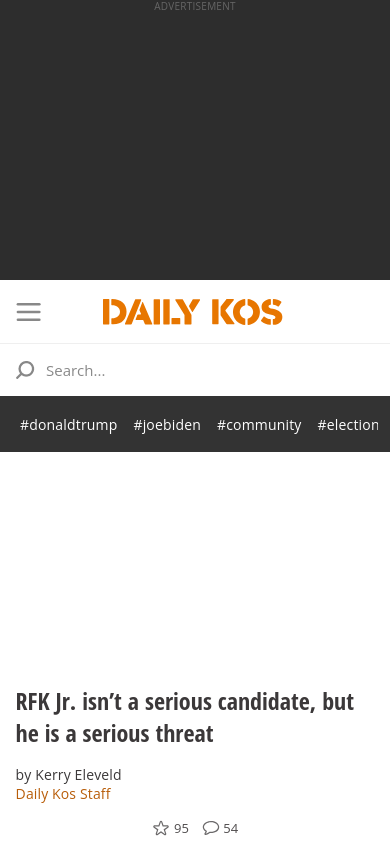 ADVERTISEMENT
DAILY KOS
Search...
#donaldtrump #joebiden #community #election
RFK Jr. isn’t a serious candidate, but
he is a serious threat
by Kerry Eleveld
Daily Kos Staff
95 54